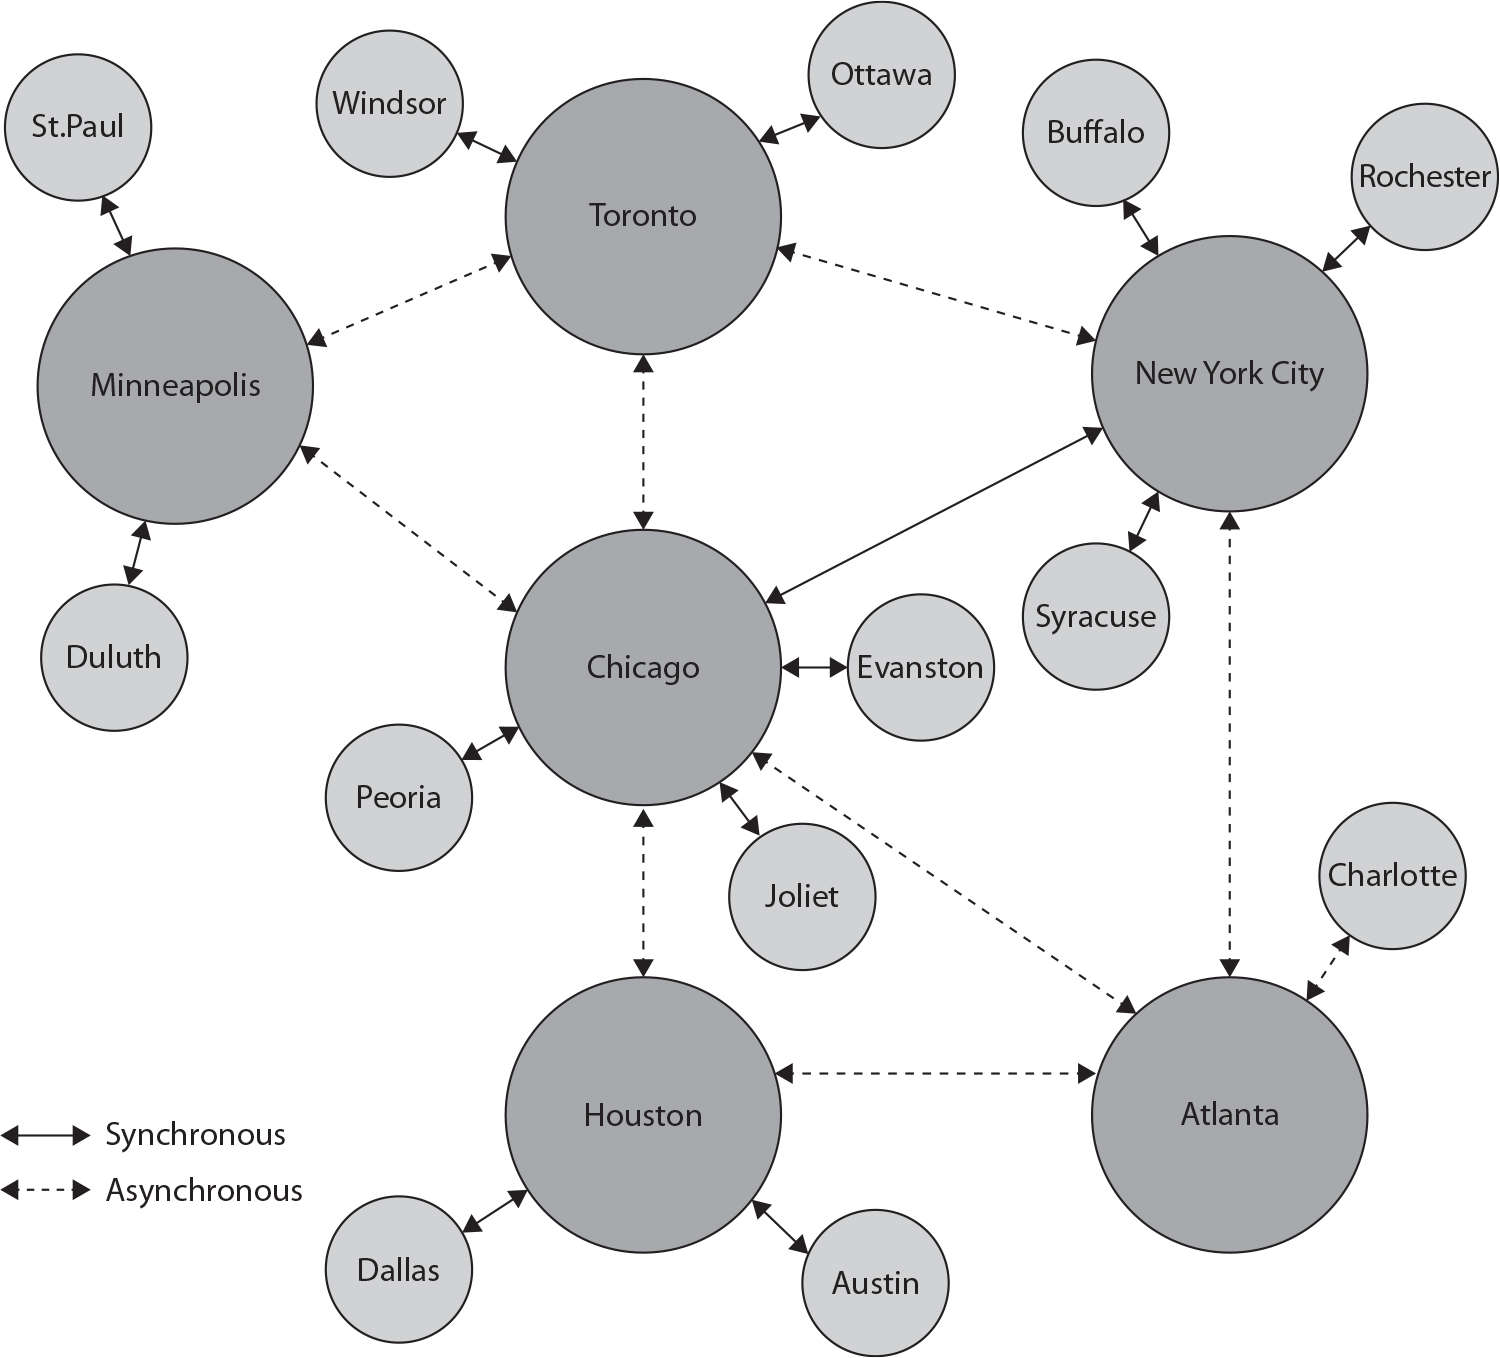 Ottawa
Windsor
St.Paul
Buffalo
Rochester
Toronto
New York City
Minneapolis
Syracuse
Duluth
Chicago
Evanston
Peoria
Charlotte
Joliet
Houston
Atlanta
Synchronous
Asynchronous
Dallas
Austin